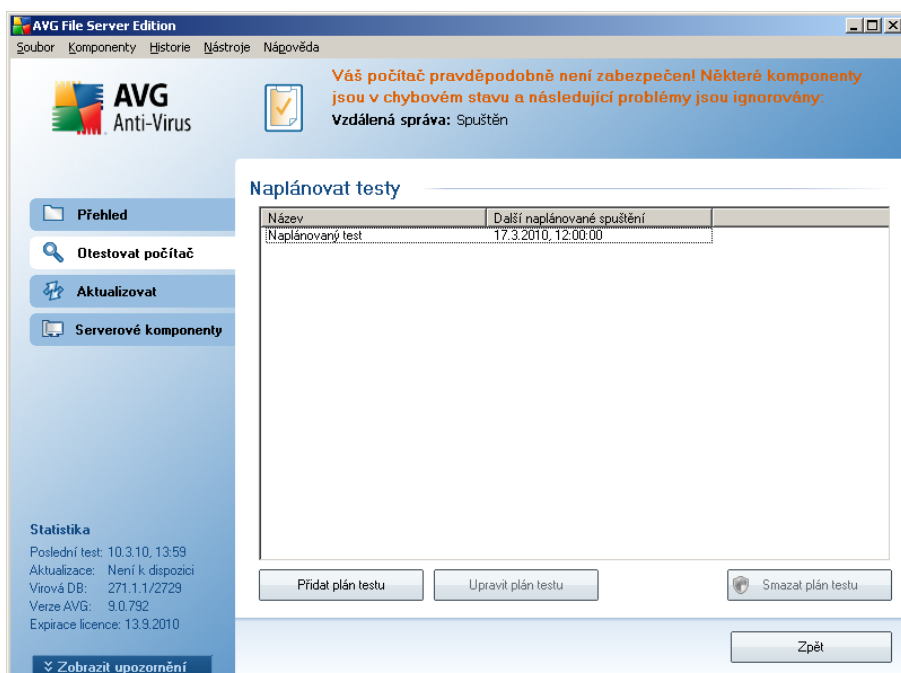 AVG File Server Edition
Soubor Komponenty Historie Nástroje Nápověda
AVG
Anti-Virus
Váš počítač pravděpodobně není zabezpečen! Některé komponenty
jsou v chybovém stavu a následující problémy jsou ignorovány:
Vzdálená správa: Spuštěn
Přehled
Otestovat počítač
Aktualizovat
Serverové komponenty
Naplánovat testy
Název Další naplánované spuštění
Naplánovaný test 17.3.2010, 12:00:00
Statistika
Poslední test: 10.3.10, 13:59
Aktualizace: Není k dispozici
Virová DB: 271.1.1/2729
Verze AVG: 9.0.792
Expirace licence: 13.9.2010
Zobrazit upozornění
Přidat plán testu Upravit plán testu Smazat plán testu
Zpět